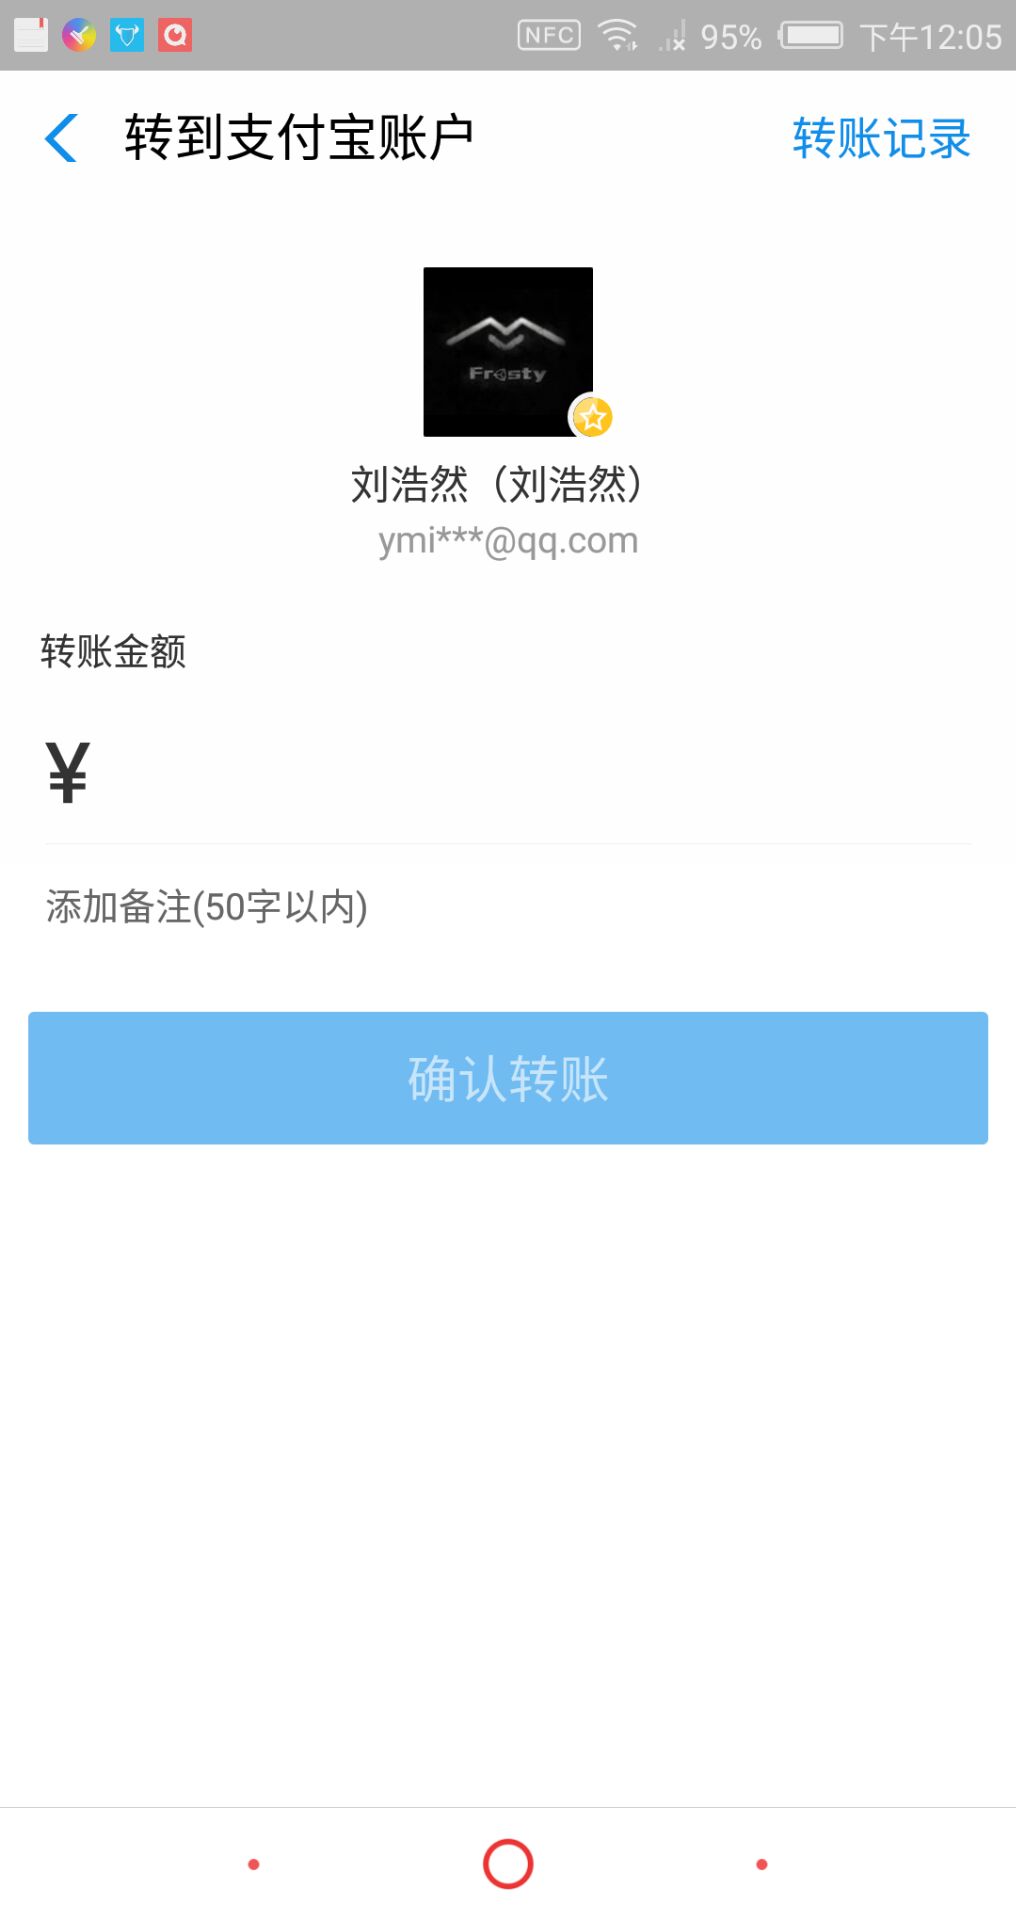 NFC 95% 下午12:05
转到支付宝账户 转账记录
Frosty
刘浩然（刘浩然）
ymi***@qq.com
转账金额
¥
添加备注(50字以内)
确认转账